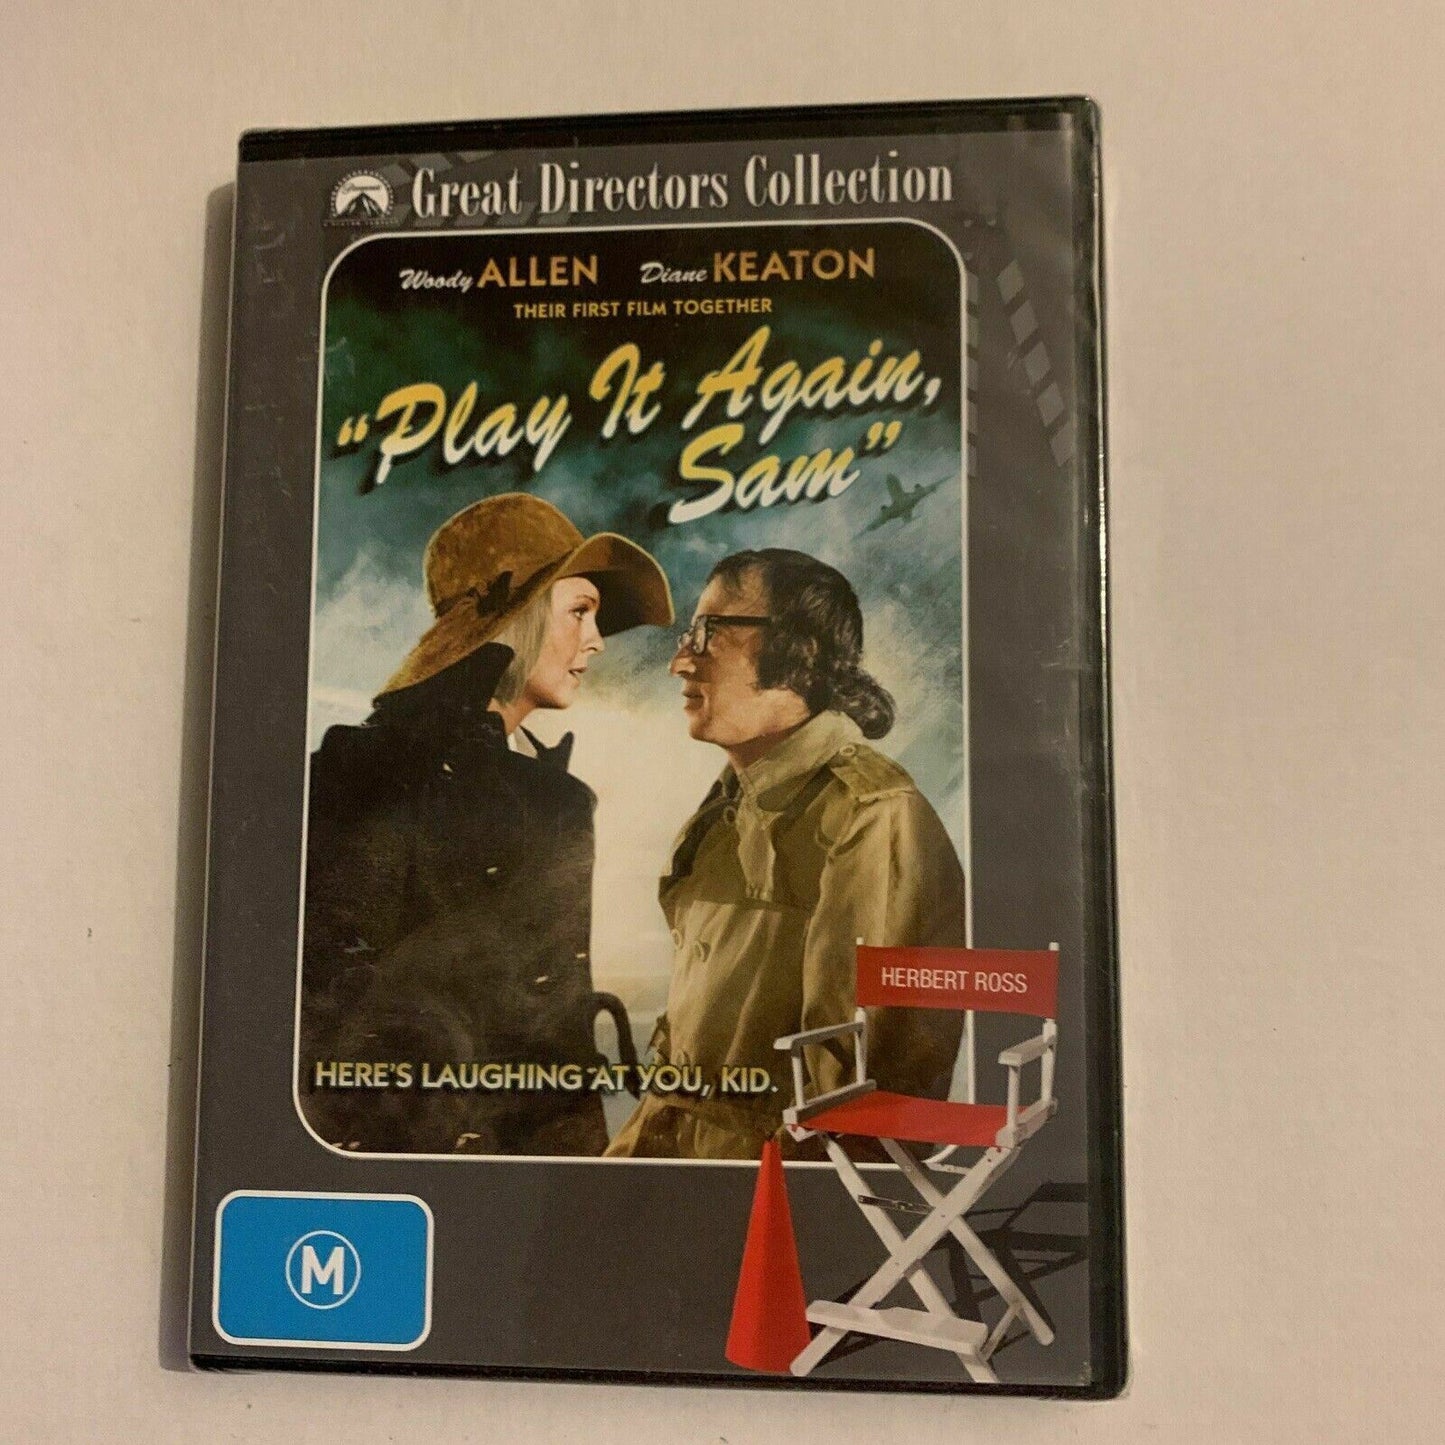 Paramount
Great Directors Collection
Woody ALLEN Diane KEATON
THEIR FIRST FILM TOGETHER
"Play It Again,
Sam"
HERBERT ROSS
HERE'S LAUGHING AT YOU, KID.
M